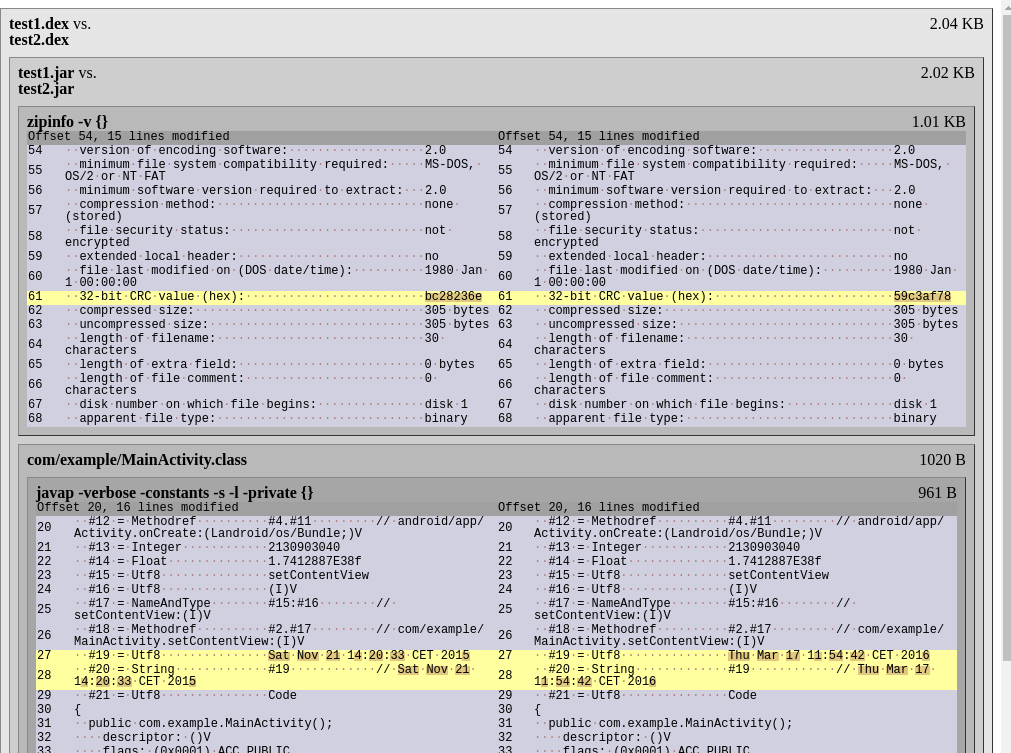 test1.dex vs. 2.04 KB
test2.dex
test1.jar vs. 2.02 KB
test2.jar
zipinfo -v {} 1.01 KB
Offset 54, 15 lines modified Offset 54, 15 lines modified
54 ··version·of·encoding·software:···················2.0 54 ··version·of·encoding·software:···················2.0
55 ··minimum·file·system·compatibility·required:·····MS-DOS,· 55 ··minimum·file·system·compatibility·required:·····MS-DOS,·
OS/2·or·NT·FAT OS/2·or·NT·FAT
56 ··minimum·software·version·required·to·extract:···2.0 56 ··minimum·software·version·required·to·extract:···2.0
57 ··compression·method:·····························none· 57 ··compression·method:·····························none·
(stored) (stored)
58 ··file·security·status:···························not· 58 ··file·security·status:···························not·
encrypted encrypted
59 ··extended·local·header:··························no 59 ··extended·local·header:··························no
60 ··file·last·modified·on·(DOS·date/time):··········1980·Jan· 60 ··file·last·modified·on·(DOS·date/time):··········1980·Jan·
1·00:00:00 1·00:00:00
61 ··32-bit·CRC·value·(hex):·························bc28236e 61 ··32-bit·CRC·value·(hex):·························59c3af78
62 ··compressed·size:································305·bytes 62 ··compressed·size:································305·bytes
63 ··uncompressed·size:······························305·bytes 63 ··uncompressed·size:······························305·bytes
64 ··length·of·filename:·····························30· 64 ··length·of·filename:·····························30·
characters characters
65 ··length·of·extra·field:··························0·bytes 65 ··length·of·extra·field:··························0·bytes
66 ··length·of·file·comment:·························0· 66 ··length·of·file·comment:·························0·
characters characters
67 ··disk·number·on·which·file·begins:···············disk·1 67 ··disk·number·on·which·file·begins:···············disk·1
68 ··apparent·file·type:·····························binary 68 ··apparent·file·type:·····························binary
com/example/MainActivity.class 1020 B
javap -verbose -constants -s -l -private {} 961 B
Offset 20, 16 lines modified Offset 20, 16 lines modified
20 ··#12·=·Methodref··········#4.#11·········//·android/app/ 20 ··#12·=·Methodref··········#4.#11·········//·android/app/
Activity.onCreate:(Landroid/os/Bundle;)V Activity.onCreate:(Landroid/os/Bundle;)V
21 ··#13·=·Integer············2130903040 21 ··#13·=·Integer············2130903040
22 ··#14·=·Float··············1.7412887E38f 22 ··#14·=·Float··············1.7412887E38f
23 ··#15·=·Utf8···············setContentView 23 ··#15·=·Utf8···············setContentView
24 ··#16·=·Utf8···············(I)V 24 ··#16·=·Utf8···············(I)V
25 ··#17·=·NameAndType········#15:#16········//· 25 ··#17·=·NameAndType········#15:#16········//·
setContentView:(I)V setContentView:(I)V
26 ··#18·=·Methodref··········#2.#17·········//·com/example/ 26 ··#18·=·Methodref··········#2.#17·········//·com/example/
MainActivity.setContentView:(I)V MainActivity.setContentView:(I)V
27 ··#19·=·Utf8···············Sat·Nov·21·14:20:33·CET·2015 27 ··#19·=·Utf8···············Thu·Mar·17·11:54:42·CET·2016
28 ··#20·=·String·············#19············//·Sat·Nov·21· 28 ··#20·=·String·············#19············//·Thu·Mar·17·
14:20:33·CET·2015 11:54:42·CET·2016
29 ··#21·=·Utf8···············Code 29 ··#21·=·Utf8···············Code
30 { 30 {
31 ··public·com.example.MainActivity(); 31 ··public·com.example.MainActivity();
32 ····descriptor:·()V 32 ····descriptor:·()V
33 ····flags:·(0x0001)·ACC_PUBLIC 33 ····flags:·(0x0001)·ACC_PUBLIC